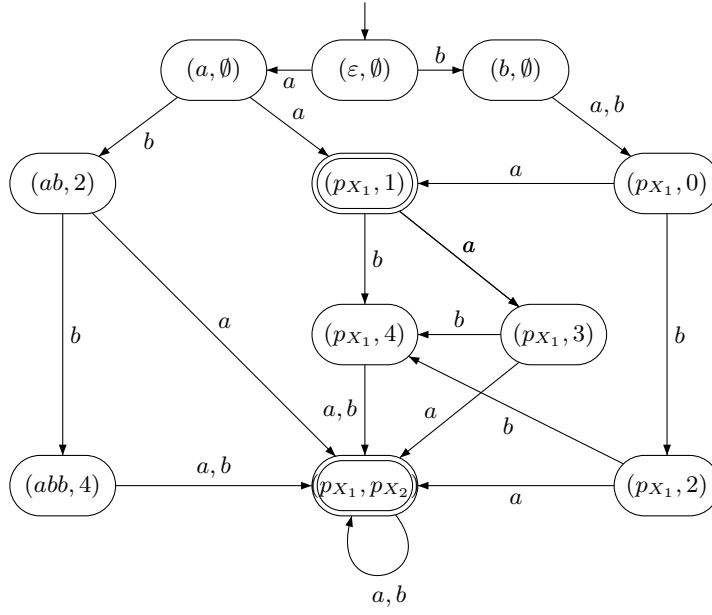 (a, ∅)
a
(ε, ∅)
b
(b, ∅)
b
a
a, b
(ab, 2)
(p_{X_1}, 1)
a
(p_{X_1}, 0)
b
a
b
a
(p_{X_1}, 4)
b
(p_{X_1}, 3)
b
a, b
a
b
(abb, 4)
a, b
(p_{X_1}, p_{X_2})
a
(p_{X_1}, 2)
a, b